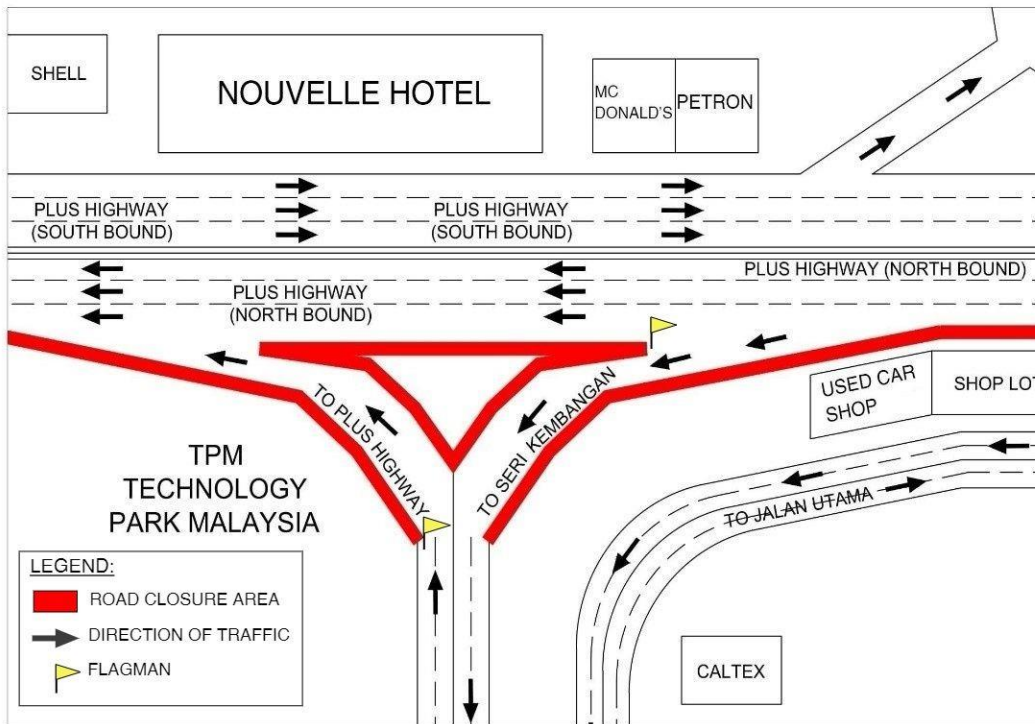 SHELL
NOUVELLE HOTEL
MC
DONALD'S
PETRON
PLUS HIGHWAY
(SOUTH BOUND)
PLUS HIGHWAY
(SOUTH BOUND)
PLUS HIGHWAY (NORTH BOUND)
PLUS HIGHWAY
(NORTH BOUND)
TO PLUS HIGHWAY
TO SERI KEMBANGAN
USED CAR
SHOP
SHOP LOT
TO JALAN UTAMA
TPM
TECHNOLOGY
PARK MALAYSIA
LEGEND:
ROAD CLOSURE AREA
DIRECTION OF TRAFFIC
FLAGMAN
CALTEX